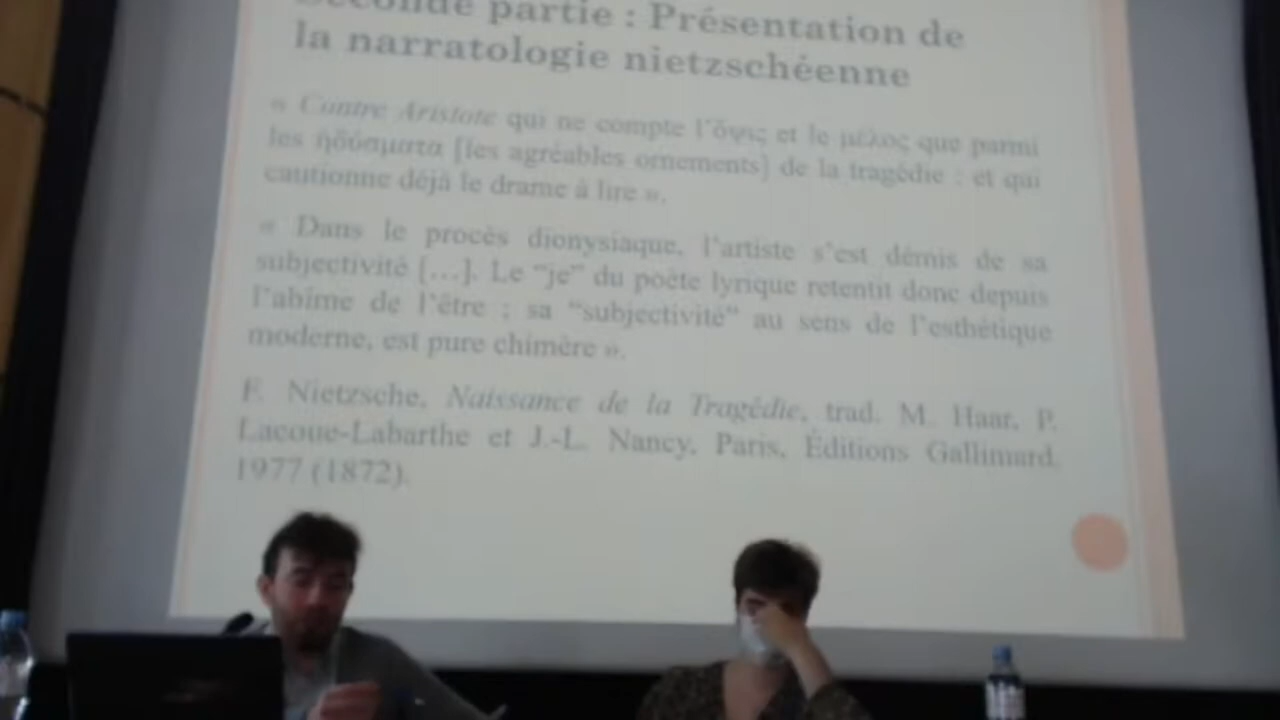 Seconde partie : Présentation de
la narratologie nietzschéenne
« Contre Aristote qui ne compte l'ὄψις et le μέλος que parmi
les ἡδύσματα [les agréables ornements] de la tragédie : et qui
cautionne déjà le drame à lire ».
« Dans le procès dionysiaque, l'artiste s'est démis de sa
subjectivité […]. Le “je” du poète lyrique retentit donc depuis
l'abîme de l'être ; sa “subjectivité” au sens de l'esthétique
moderne, est pure chimère ».
F. Nietzsche, Naissance de la Tragédie, trad. M. Haar, P.
Lacoue-Labarthe et J.-L. Nancy, Paris, Éditions Gallimard,
1977 (1872).